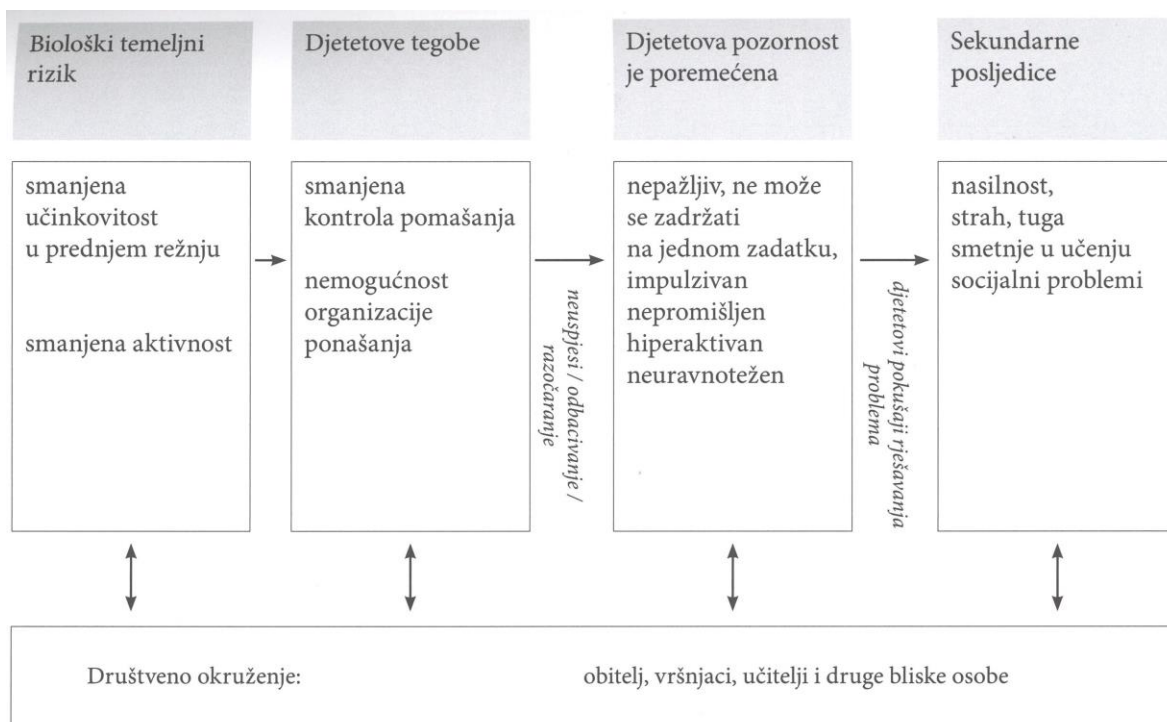 Biološki temeljni
rizik
Djetetove tegobe
Djetetova pozornost
je poremećena
Sekundarne
posljedice
smanjena
učinkovitost
u prednjem režnju
smanjena aktivnost
smanjena
kontrola pomašanja
nemogućnost
organizacije
ponašanja
neuspjesi / odbacivanje /
razočaranje
nepažljiv, ne može
se zadržati
na jednom zadatku,
impulzivan
nepromišljen
hiperaktivan
neuravnotežen
djetetovi pokušaji rješavanja
problema
nasilnost,
strah, tuga
smetnje u učenju
socijalni problemi
Društveno okruženje:
obitelj, vršnjaci, učitelji i druge bliske osobe